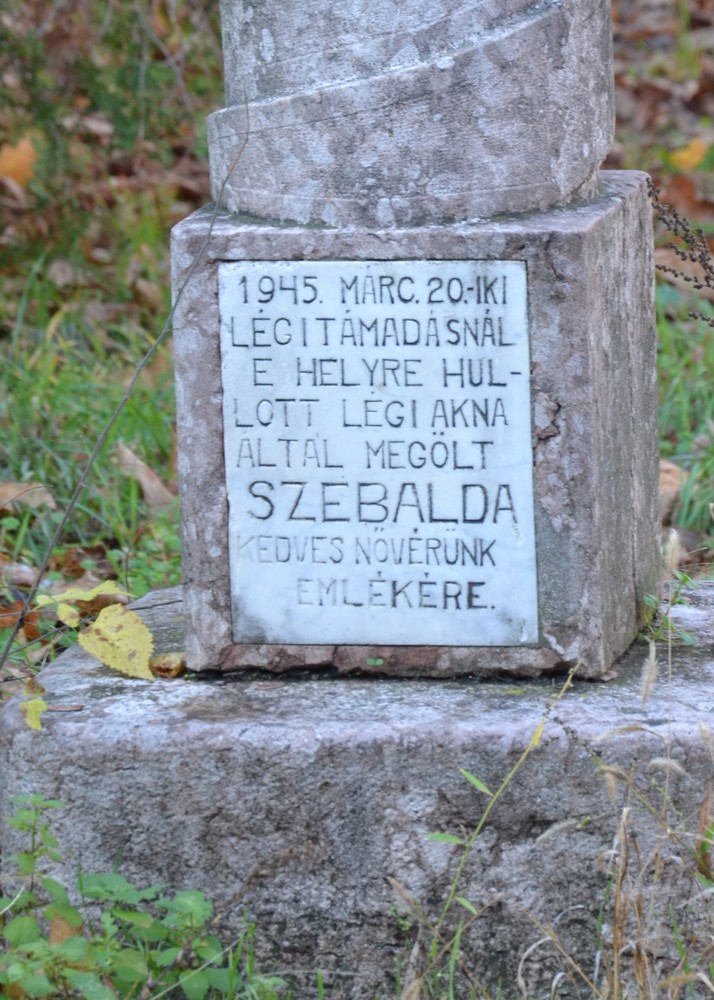 1945. MÁRC. 20.-IKI
LÉGITÁMADÁSNÁL
E HELYRE HUL-
LOTT LÉGI AKNA
ÁLTAL MEGÖLT
SZEBALDA
KEDVES NŐVÉRÜNK
EMLÉKÉRE.